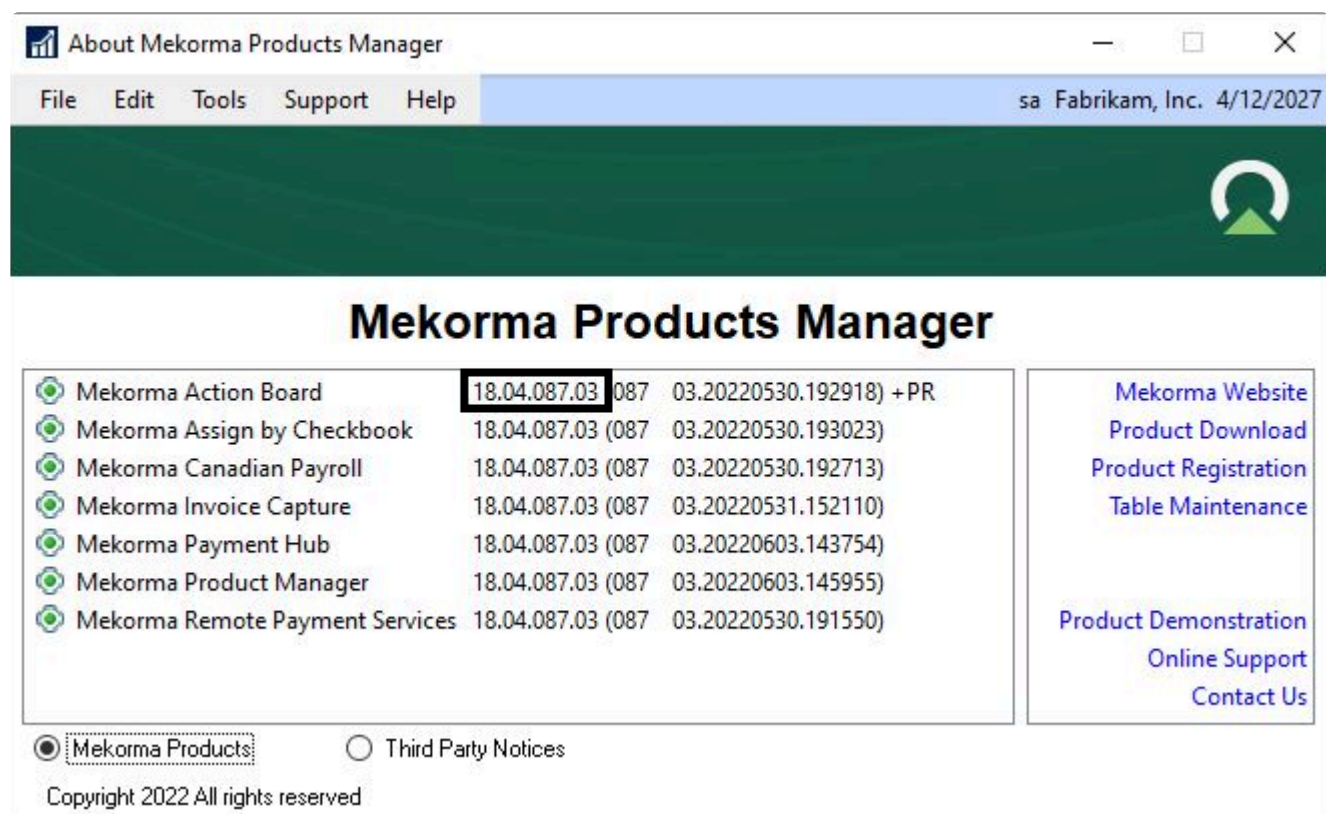 About Mekorma Products Manager
File Edit Tools Support Help sa Fabrikam, Inc. 4/12/2027
Mekorma Products Manager
Mekorma Action Board 18.04.087.03 087 03.20220530.192918) +PR
Mekorma Assign by Checkbook 18.04.087.03 (087 03.20220530.193023)
Mekorma Canadian Payroll 18.04.087.03 (087 03.20220530.192713)
Mekorma Invoice Capture 18.04.087.03 (087 03.20220531.152110)
Mekorma Payment Hub 18.04.087.03 (087 03.20220603.143754)
Mekorma Product Manager 18.04.087.03 (087 03.20220603.145955)
Mekorma Remote Payment Services 18.04.087.03 (087 03.20220530.191550)
Mekorma Website
Product Download
Product Registration
Table Maintenance
Product Demonstration
Online Support
Contact Us
Mekorma Products Third Party Notices
Copyright 2022 All rights reserved